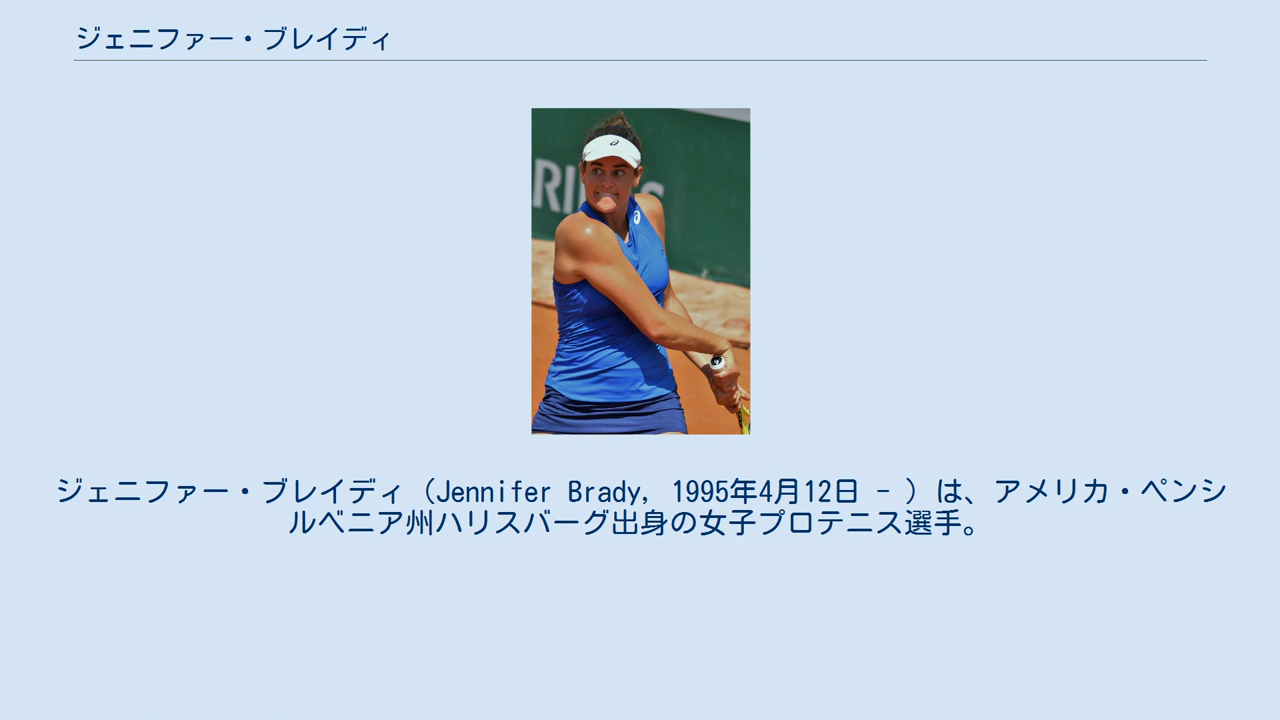 ジェニファー・ブレイディ
ジェニファー・ブレイディ（Jennifer Brady, 1995年4月12日 - ）は、アメリカ・ペンシ
ルベニア州ハリスバーグ出身の女子プロテニス選手。